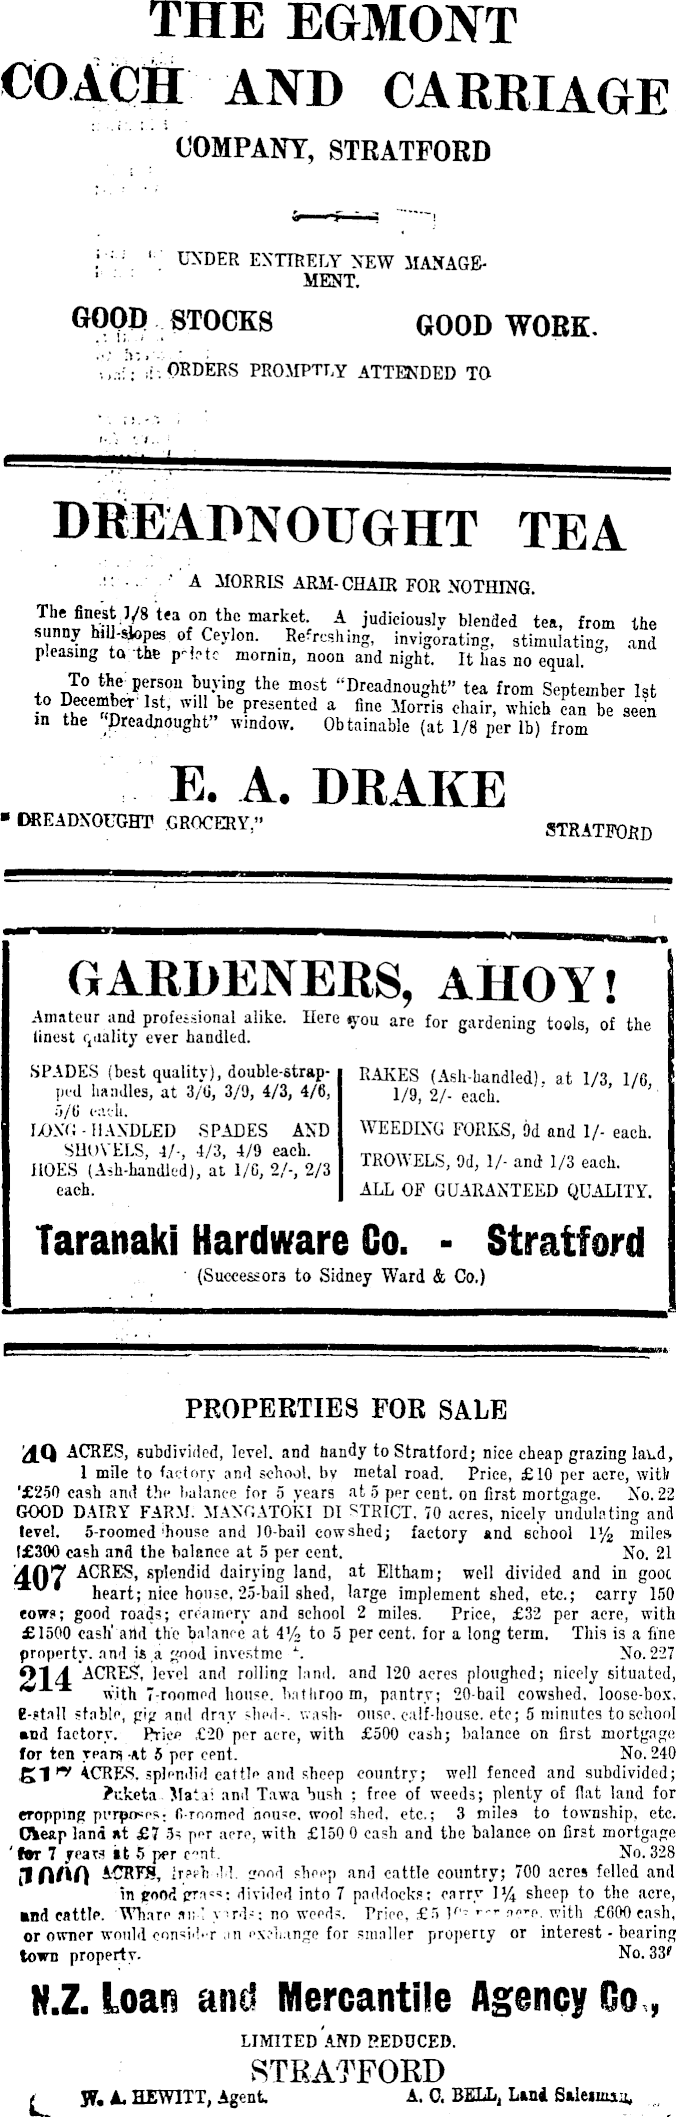 THE EGMONT
COACH AND CARRIAGE
COMPANY, STRATFORD
UNDER ENTIRELY NEW MANAGE-
MENT.
GOOD STOCKS GOOD WORK.
ORDERS PROMPTLY ATTENDED TO
DREADNOUGHT TEA
A MORRIS ARM-CHAIR FOR NOTHING.
The finest 1/8 tea on the market. A judiciously blended tea, from the
sunny hill-slopes of Ceylon. Refreshing, invigorating, stimulating, and
pleasing to the mornin, noon and night. It has no equal.
To the person buying the most "Dreadnought" tea from September 1st
to December 1st, will be presented a fine Morris chair, which can be seen
in the "Dreadnought" window. Obtainable (at 1/8 per lb) from
E. A. DRAKE
"DREADNOUGHT GROCERY," STRATFORD
GARDENERS, AHOY!
Amateur and professional alike. Here you are for gardening tools, of the
finest quality ever handled.
SPADES (best quality), double-strap-
ped handles, at 3/6, 3/9, 4/3, 4/6,
5/6 each.
LONG-HANDLED SPADES AND
SHOVELS, 4/-, 4/3, 4/9 each.
HOES (Ash-handled), at 1/6, 2/-, 2/3
each.
RAKES (Ash-handled), at 1/3, 1/6,
1/9, 2/- each.
WEEDING FORKS, 9d and 1/- each.
TROWELS, 9d, 1/- and 1/3 each.
ALL OF GUARANTEED QUALITY.
Taranaki Hardware Co. - Stratford
(Successors to Sidney Ward & Co.)
PROPERTIES FOR SALE
49 ACRES, subdivided, level, and handy to Stratford; nice cheap grazing land,
1 mile to factory and school, by metal road. Price, £10 per acre, with
£250 cash and the balance for 5 years at 5 per cent. on first mortgage. No. 22
GOOD DAIRY FARM, MANGATOKI DISTRICT, 70 acres, nicely undulating and
level. 5-roomed house and 10-bail cowshed; factory and school 1½ miles
£300 cash and the balance at 5 per cent. No. 21
407 ACRES, splendid dairying land, at Eltham; well divided and in good
heart; nice house, 25-bail shed, large implement shed, etc.; carry 150
cows; good roads; creamery and school 2 miles. Price, £32 per acre, with
£1500 cash and the balance at 4½ to 5 per cent. for a long term. This is a fine
property, and is a good investme t. No. 227
214 ACRES, level and rolling land, and 120 acres ploughed; nicely situated,
with 7-roomed house, bathroom, pantry; 20-bail cowshed, loose-box,
2-stall stable, gig and dray sheds, wash-house, calf-house, etc; 5 minutes to school
and factory. Price £20 per acre, with £500 cash; balance on first mortgage
for ten years at 5 per cent. No. 240
517 ACRES, splendid cattle and sheep country; well fenced and subdivided;
Puketa Matai and Tawa bush; free of weeds; plenty of flat land for
cropping purposes; 6-roomed house, wool shed, etc.; 3 miles to township, etc.
Cheap land at £7 5s per acre, with £1500 cash and the balance on first mortgage
for 7 years at 5 per cent. No. 328
1000 ACRES, freehold, good sheep and cattle country; 700 acres felled and
in good grass; divided into 7 paddocks; carry 1¼ sheep to the acre,
and cattle. Whare and yards; no weeds. Price, £5 per acre, with £600 cash,
or owner would consider an exchange for smaller property or interest-bearing
town property.
N.Z. Loan and Mercantile Agency Co.,
LIMITED AND REDUCED.
STRATFORD
W. A. HEWITT, Agent. A. C. BELL, Land Salesman,